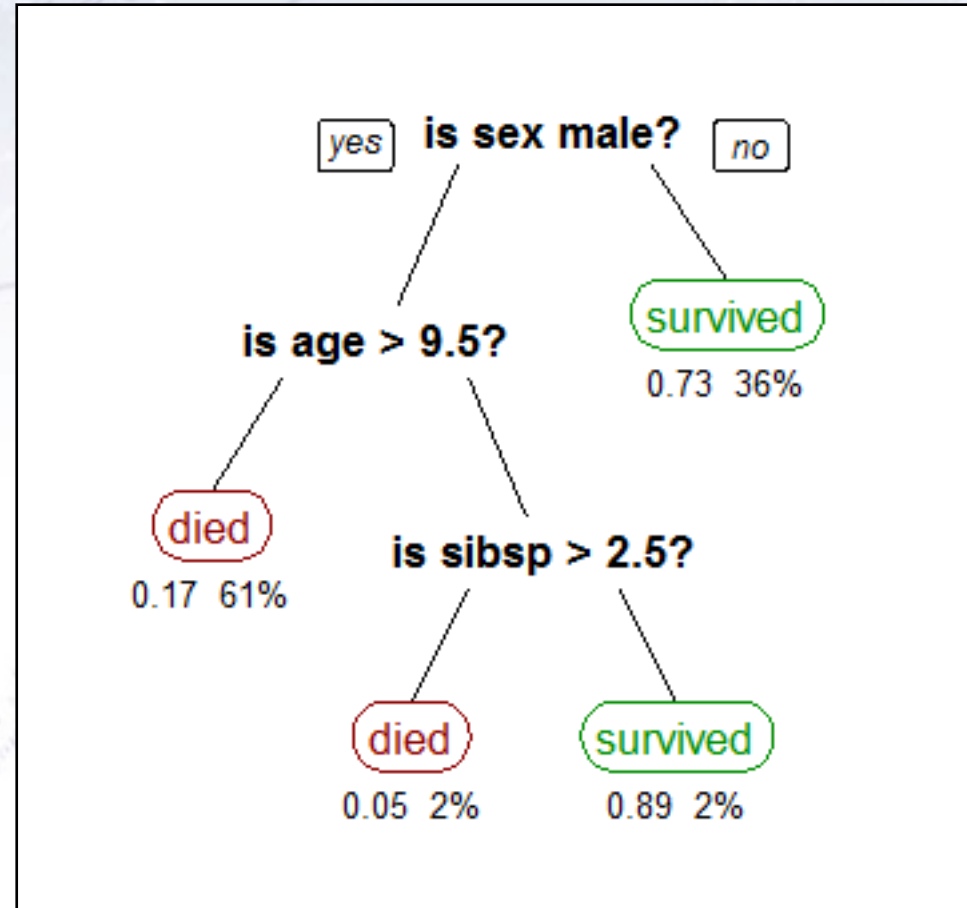 yes is sex male? no
is age > 9.5?
survived
0.73 36%
died
0.17 61%
is sibsp > 2.5?
died
0.05 2%
survived
0.89 2%